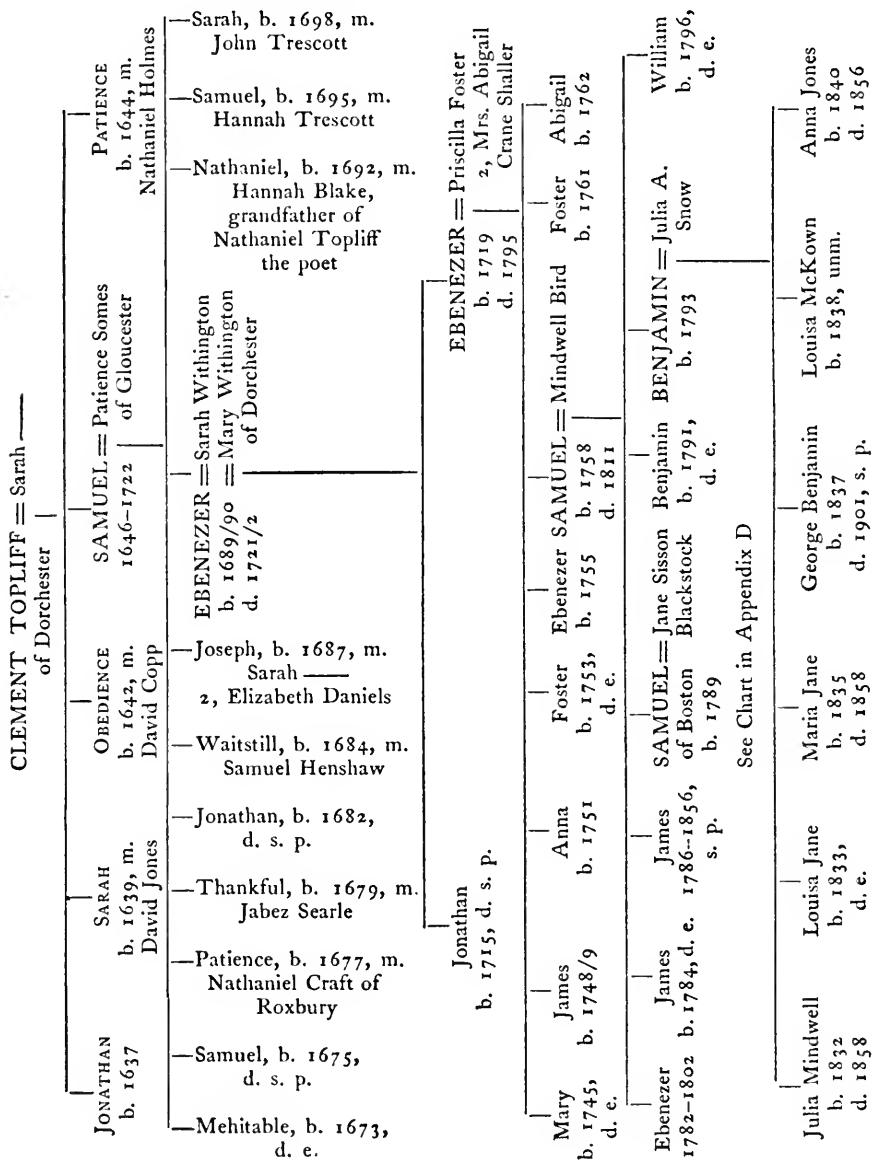 CLEMENT TOPLIFF = Sarah ——
of Dorchester
JONATHAN
b. 1637
SARAH
b. 1639, m.
David Jones
OBEDIENCE
b. 1642, m.
David Copp
SAMUEL = Patience Somes
1646–1722 of Gloucester
PATIENCE
b. 1644, m.
Nathaniel Holmes
Mehitable, b. 1673,
d. e.
Samuel, b. 1675,
d. s. p.
Patience, b. 1677, m.
Nathaniel Craft of
Roxbury
Thankful, b. 1679, m.
Jabez Searle
Jonathan, b. 1682,
d. s. p.
Waitstill, b. 1684, m.
Samuel Henshaw
Joseph, b. 1687, m.
Sarah ——
2, Elizabeth Daniels
EBENEZER = Sarah Withington
b. 1689/90 = Mary Withington
d. 1721/2 of Dorchester
Nathaniel, b. 1692, m.
Hannah Blake,
grandfather of
Nathaniel Topliff
the poet
Samuel, b. 1695, m.
Hannah Trescott
Sarah, b. 1698, m.
John Trescott
Jonathan
b. 1715, d. s. p.
EBENEZER = Priscilla Foster
b. 1719 2, Mrs. Abigail
d. 1795 Crane Shaller
Mary
b. 1745,
d. e.
James
b. 1748/9
Anna
b. 1751
Foster
b. 1753,
d. e.
Ebenezer
b. 1755
SAMUEL = Mindwell Bird
b. 1758
d. 1811
Foster
b. 1761
Abigail
b. 1762
Ebenezer
1782–1802
James
b. 1784, d. e.
James
1786–1856,
s. p.
SAMUEL = Jane Sisson
of Boston Blackstock
b. 1789
See Chart in Appendix D
Benjamin
b. 1791,
d. e.
BENJAMIN = Julia A.
b. 1793 Snow
William
b. 1796,
d. e.
Julia Mindwell
b. 1832
d. 1858
Louisa Jane
b. 1833,
d. e.
Maria Jane
b. 1835
d. 1858
George Benjamin
b. 1837
d. 1901, s. p.
Louisa McKown
b. 1838, unm.
Anna Jones
b. 1840
d. 1856